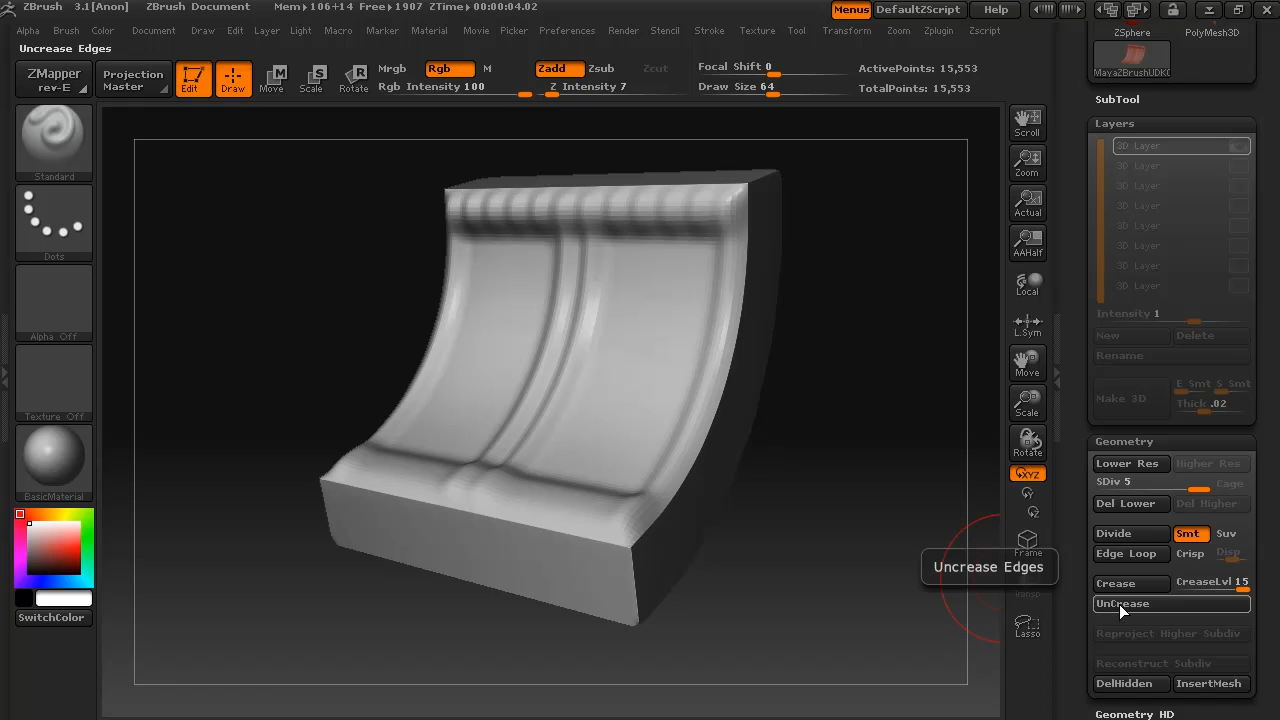 ZBrush 3.1[Anon] ZBrush Document Mem▸106+14 Free▸1907 ZTime▸00:00:04.02 Menus DefaultZScript Help
Alpha Brush Color Document Draw Edit Layer Light Macro Marker Material Movie Picker Preferences Render Stencil Stroke Texture Tool Transform Zoom Zplugin Zscript
Uncrease Edges
ZMapper rev-E
Projection Master
Edit
Draw
Move
Scale
Rotate
Mrgb Rgb M
Rgb Intensity 100
Zadd Zsub Zcut
Z Intensity 7
Focal Shift 0
Draw Size 64
ActivePoints: 15,553
TotalPoints: 15,553
Standard
Dots
Alpha Off
Texture Off
BasicMaterial
SwitchColor
Scroll
Zoom
Actual
AAHalf
Local
L.Sym
Move
Scale
Rotate
XYZ
Frame
Transp
Lasso
Uncrease Edges
ZSphere PolyMesh3D
MayaZBrushUDK
SubTool
Layers
3D Layer
3D Layer
3D Layer
3D Layer
3D Layer
3D Layer
3D Layer
3D Layer
Intensity 1
New Delete
Rename
Make 3D E Smt S Smt
Thick .02
Geometry
Lower Res Higher Res
SDiv 5 Cage
Del Lower Del Higher
Divide Smt Suv
Edge Loop Crisp Disp
Crease CreaseLvl 15
UnCrease
Reproject Higher Subdiv
Reconstruct Subdiv
DelHidden InsertMesh
Geometry HD